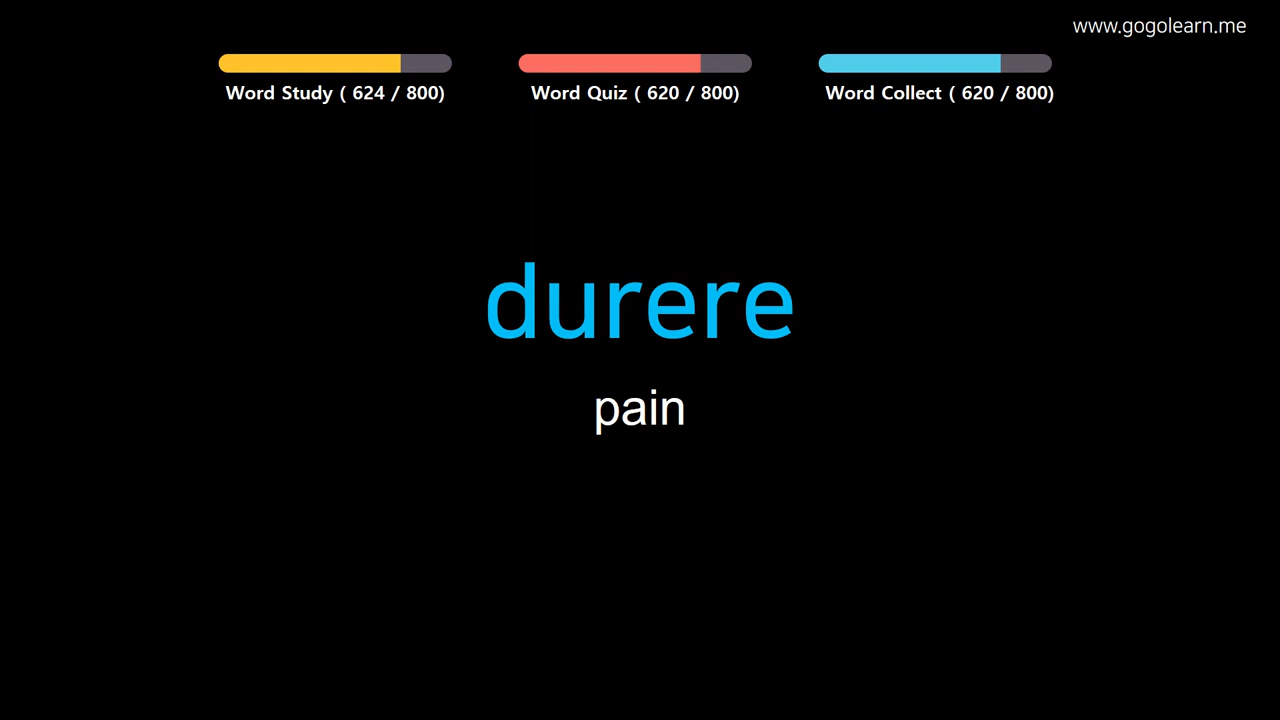 www.gogolearn.me
Word Study ( 624 / 800)
Word Quiz ( 620 / 800)
Word Collect ( 620 / 800)
durere
pain